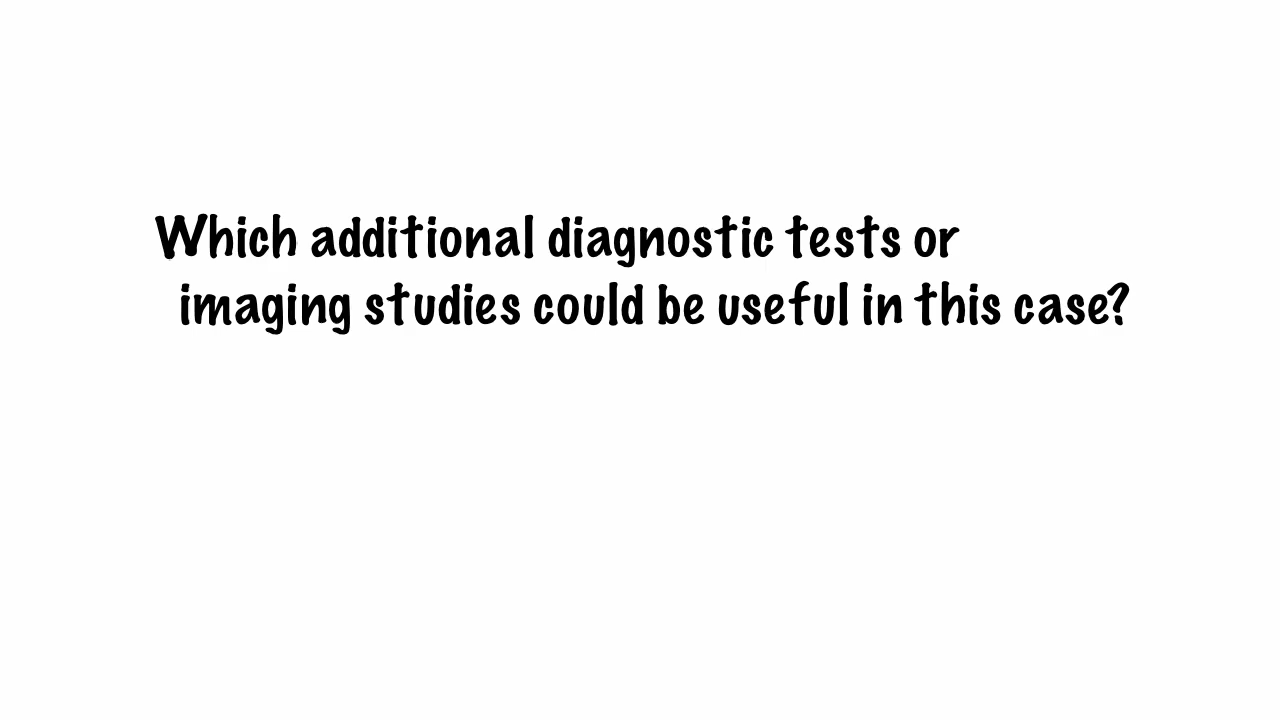 Which additional diagnostic tests or
imaging studies could be useful in this case?